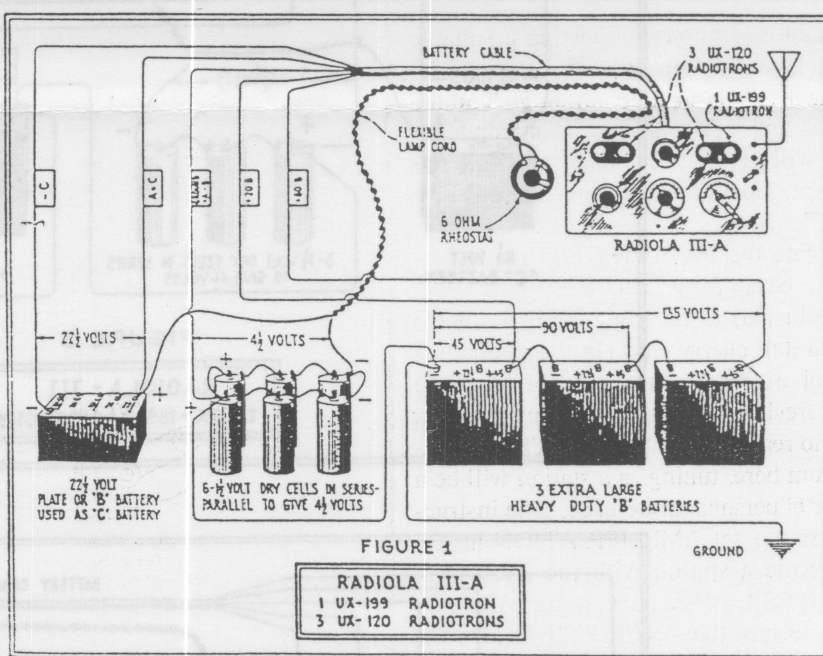 BATTERY CABLE
3 UX-120
RADIOTRONS
1 UX-199
RADIOTRON
FLEXIBLE
LAMP CORD
- C
A + C
+20 B
+80 B
6 OHM
RHEOSTAT
RADIOLA III-A
22½ VOLTS
4½ VOLTS
45 VOLTS
90 VOLTS
135 VOLTS
+
+
-
22½ VOLT
PLATE OR "B" BATTERY
USED AS "C" BATTERY
6-1½ VOLT DRY CELLS IN SERIES-
PARALLEL TO GIVE 4½ VOLTS
3 EXTRA LARGE
HEAVY DUTY "B" BATTERIES
GROUND
FIGURE 1
RADIOLA III-A
1 UX-199 RADIOTRON
3 UX-120 RADIOTRONS